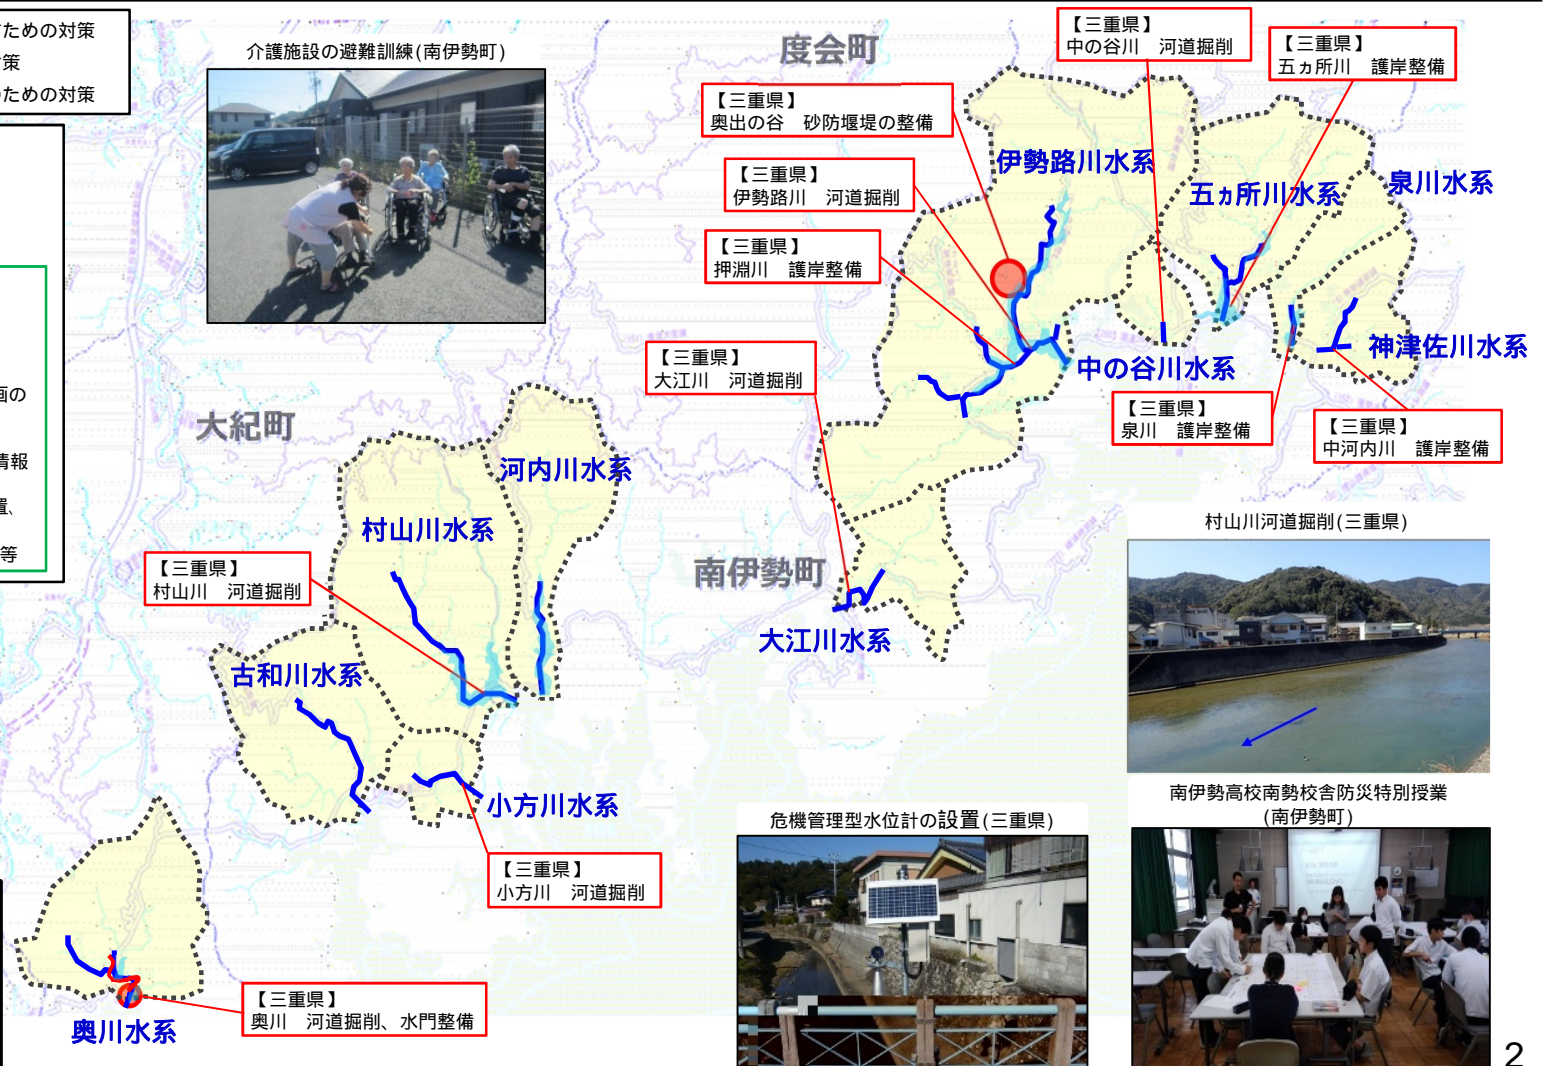 ための対策
策
ための対策
画の
情報
置、
等
介護施設の避難訓練(南伊勢町)
度会町
【三重県】
中の谷川　河道掘削
【三重県】
五ヵ所川　護岸整備
【三重県】
奥出の谷　砂防堰堤の整備
【三重県】
伊勢路川　河道掘削
【三重県】
押淵川　護岸整備
伊勢路川水系
五ヵ所川水系
泉川水系
神津佐川水系
中の谷川水系
【三重県】
大江川　河道掘削
【三重県】
泉川　護岸整備
【三重県】
中河内川　護岸整備
大紀町
河内川水系
村山川水系
南伊勢町
大江川水系
【三重県】
村山川　河道掘削
古和川水系
小方川水系
【三重県】
小方川　河道掘削
【三重県】
奥川　河道掘削、水門整備
奥川水系
村山川河道掘削(三重県)
危機管理型水位計の設置(三重県)
南伊勢高校南勢校舎防災特別授業
(南伊勢町)
2